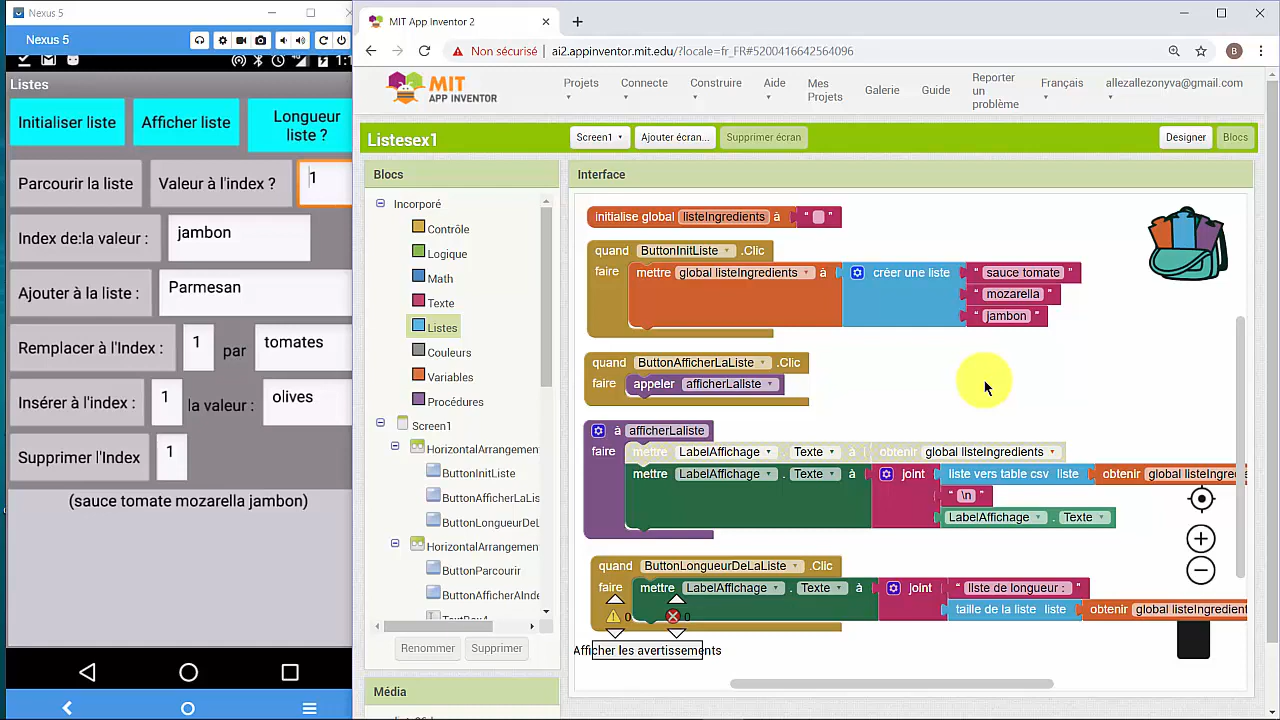 Nexus 5
Nexus 5
Listes
Initialiser liste
Afficher liste
Longueur
liste ?
Parcourir la liste
Valeur à l'index ?
1
Index de:la valeur :
jambon
Ajouter à la liste :
Parmesan
Remplacer à l'Index :
1
par
tomates
Insérer à l'index :
1
la valeur :
olives
Supprimer l'Index
1
(sauce tomate mozarella jambon)
MIT App Inventor 2
Non sécurisé
ai2.appinventor.mit.edu/?locale=fr_FR#5200416642564096
B
MIT
APP INVENTOR
Projets
Connecte
Construire
Aide
Mes
Projets
Galerie
Guide
Reporter
un
problème
Français
allezallezonyva@gmail.com
Listesex1
Screen1
Ajouter écran...
Supprimer écran
Designer
Blocs
Blocs
Interface
Incorporé
Contrôle
Logique
Math
Texte
Listes
Couleurs
Variables
Procédures
Screen1
HorizontalArrangemen
ButtonInitListe
ButtonAfficherLaLis
ButtonLongueurDeL
HorizontalArrangemen
ButtonParcourir
ButtonAfficherAInde
Renommer
Supprimer
Média
Initialise global listeIngredients à " "
quand ButtonInitListe .Clic
faire mettre global listeIngredients à créer une liste " sauce tomate "
" mozarella "
" jambon "
quand ButtonAfficherLaListe .Clic
faire appeler afficherLaliste
à afficherLaliste
faire mettre LabelAffichage . Texte à obtenir global listeIngredients
mettre LabelAffichage . Texte à joint liste vers table csv liste obtenir global listeIngre
" \n "
LabelAffichage . Texte
quand ButtonLongueurDeLaListe .Clic
faire mettre LabelAffichage . Texte à joint " liste de longueur : "
taille de la liste liste obtenir global listeIngredients
0
0
Afficher les avertissements